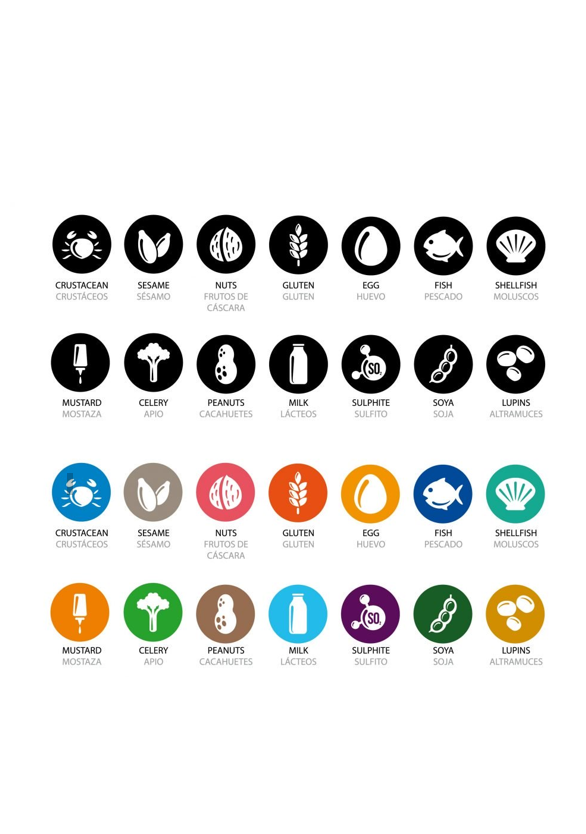 CRUSTACEAN SESAME NUTS GLUTEN EGG FISH SHELLFISH
CRUSTÁCEOS SÉSAMO FRUTOS DE GLUTEN HUEVO PESCADO MOLUSCOS
CÁSCARA
SO2
MUSTARD CELERY PEANUTS MILK SULPHITE SOYA LUPINS
MOSTAZA APIO CACAHUETES LÁCTEOS SULFITO SOJA ALTRAMUCES
CRUSTACEAN SESAME NUTS GLUTEN EGG FISH SHELLFISH
CRUSTÁCEOS SÉSAMO FRUTOS DE GLUTEN HUEVO PESCADO MOLUSCOS
CÁSCARA
SO2
MUSTARD CELERY PEANUTS MILK SULPHITE SOYA LUPINS
MOSTAZA APIO CACAHUETES LÁCTEOS SULFITO SOJA ALTRAMUCES